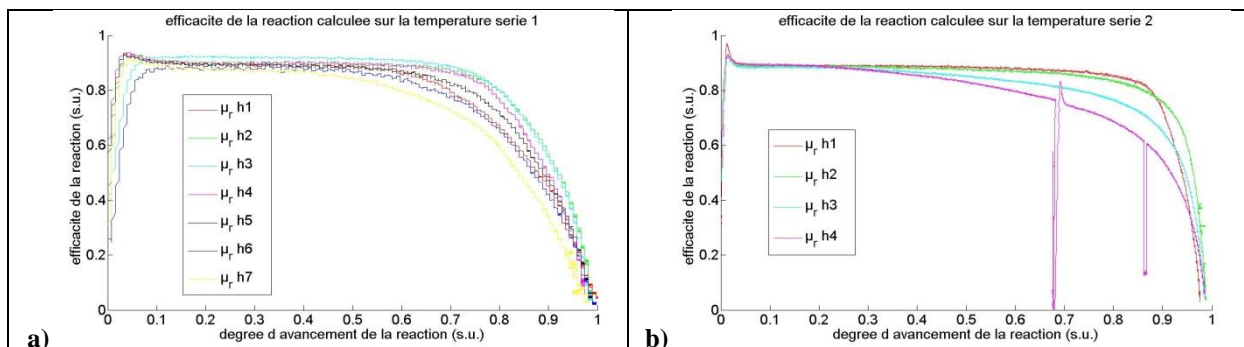 efficacite de la reaction calculee sur la temperature serie 1
efficacite de la reaction (s.u.)
1
0.8
0.6
0.4
0.2
0
μr h1
μr h2
μr h3
μr h4
μr h5
μr h6
μr h7
0 0.1 0.2 0.3 0.4 0.5 0.6 0.7 0.8 0.9 1
degree d avancement de la reaction (s.u.)
a)
efficacite de la reaction calculee sur la temperature serie 2
efficacite de la reaction (s.u.)
1
0.8
0.6
0.4
0.2
0
μr h1
μr h2
μr h3
μr h4
0 0.1 0.2 0.3 0.4 0.5 0.6 0.7 0.8 0.9 1
degree d avancement de la reaction (s.u.)
b)